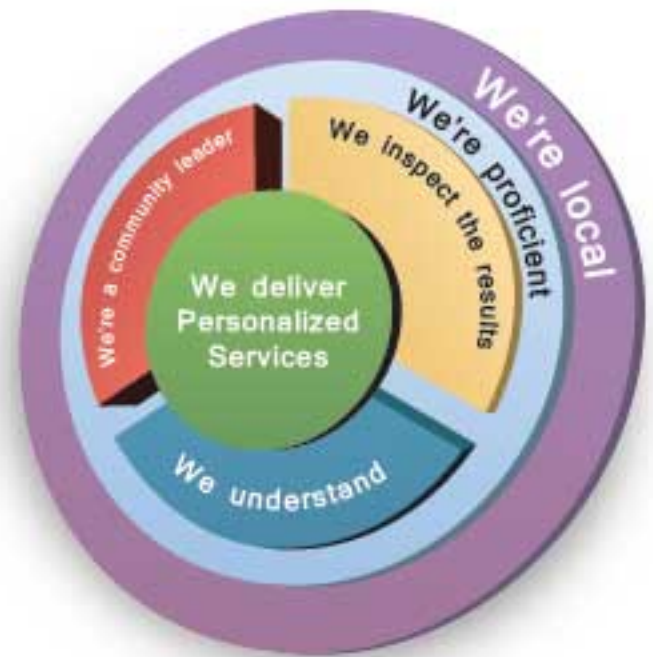 We're local
We're proficient
We inspect the results
We're a community leader
We deliver
Personalized
Services
We understand